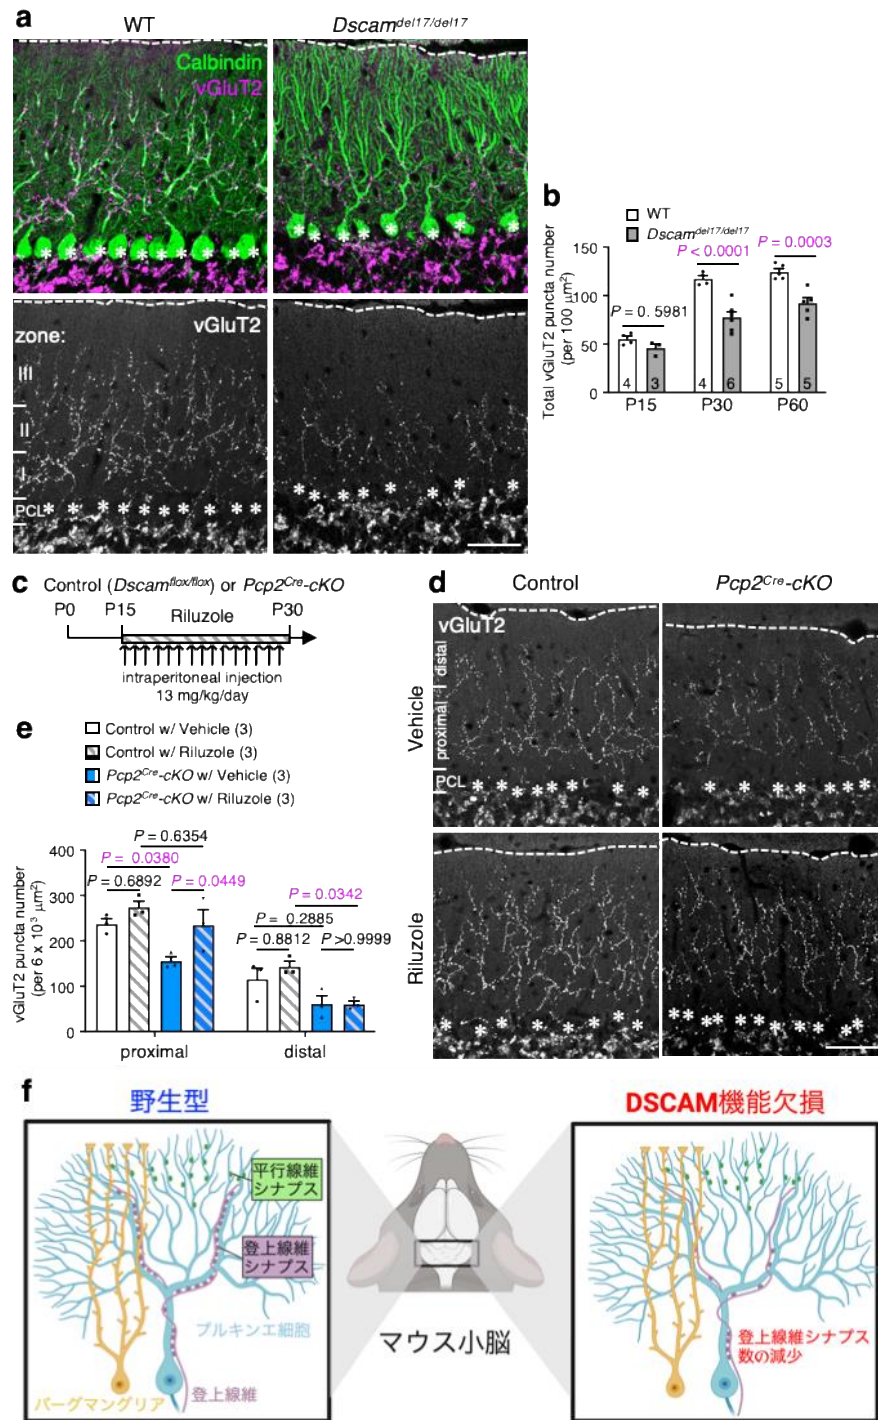 a
WT
Dscam^del17/del17
Calbindin
vGluT2
vGluT2
zone:
III
II
I
PCL
* * * * * * * * *
* * * * * * * *
b
WT
Dscam^del17/del17
P < 0.0001
P = 0.0003
P = 0.5981
Total vGluT2 puncta number
(per 100 μm²)
150
100
50
0
4
3
4
6
5
5
P15
P30
P60
c
Control (Dscam^flox/flox) or Pcp2^Cre-cKO
P0
P15
Riluzole
P30
intraperitoneal injection
13 mg/kg/day
d
Control
Pcp2^Cre-cKO
Vehicle
vGluT2
distal
proximal
PCL
Riluzole
e
Control w/ Vehicle (3)
Control w/ Riluzole (3)
Pcp2^Cre-cKO w/ Vehicle (3)
Pcp2^Cre-cKO w/ Riluzole (3)
vGluT2 puncta number
(per 6 x 10³ μm²)
400
300
200
100
0
P = 0.6354
P = 0.0380
P = 0.6892
P = 0.0449
P = 0.0342
P = 0.2885
P = 0.8812
P >0.9999
proximal
distal
f
野生型
DSCAM機能欠損
平行線維
シナプス
登上線維
シナプス
プルキンエ細胞
バーグマングリア
登上線維
マウス小脳
登上線維シナプス
数の減少